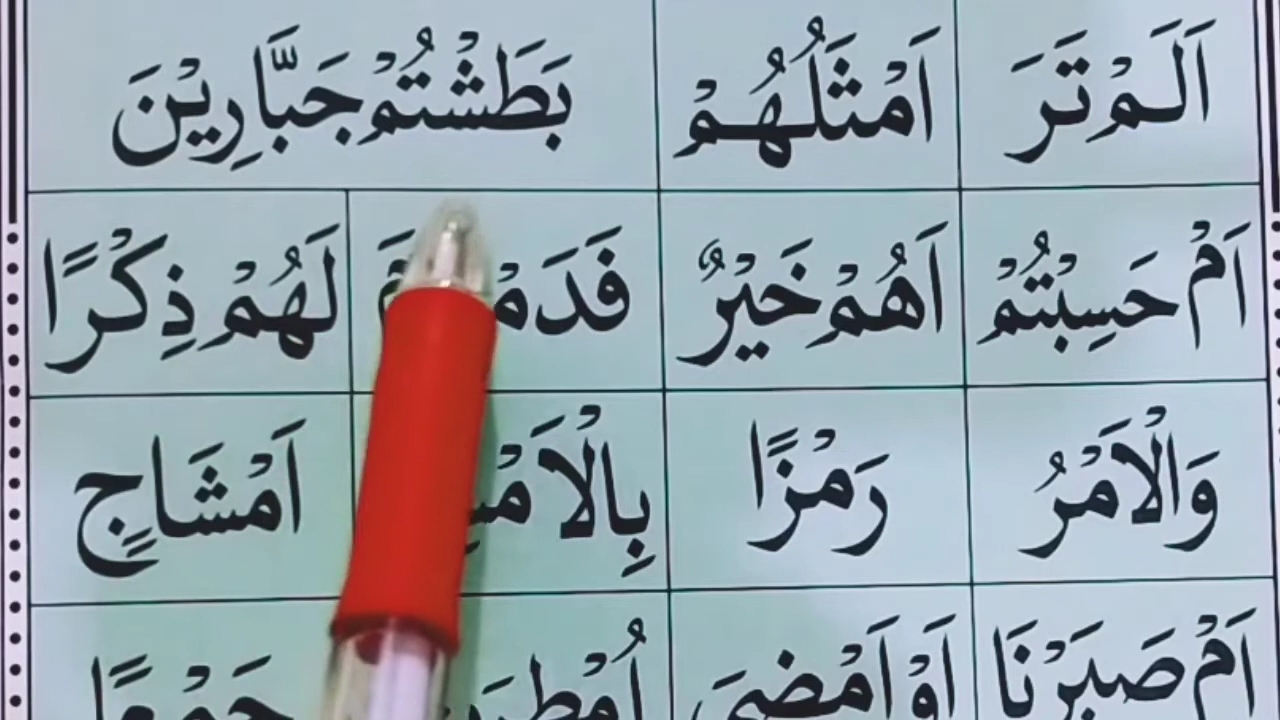 اَلَمْ تَرَ اَمْثَلُهُمْ بَطَشْتُمْ جَبَّارِيْنَ
اَمْ حَسِبْتُمْ اَهُمْ خَيْرٌ لَهُمْ ذِكْرًا
وَالْاَمْرُ رَمْزًا اَمْشَاجٍ
اَمْ صَبَرْنَا اَوْ اَمْضِىَ جَمْعًا